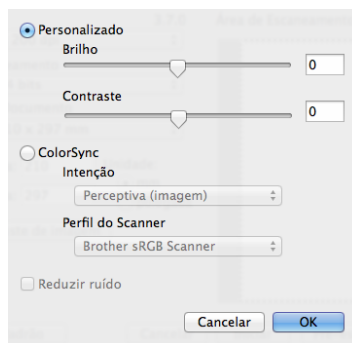 Personalizado
Brilho
0
Contraste
0
ColorSync
Intenção
Perceptiva (imagem)
Perfil do Scanner
Brother sRGB Scanner
Reduzir ruído
Cancelar OK